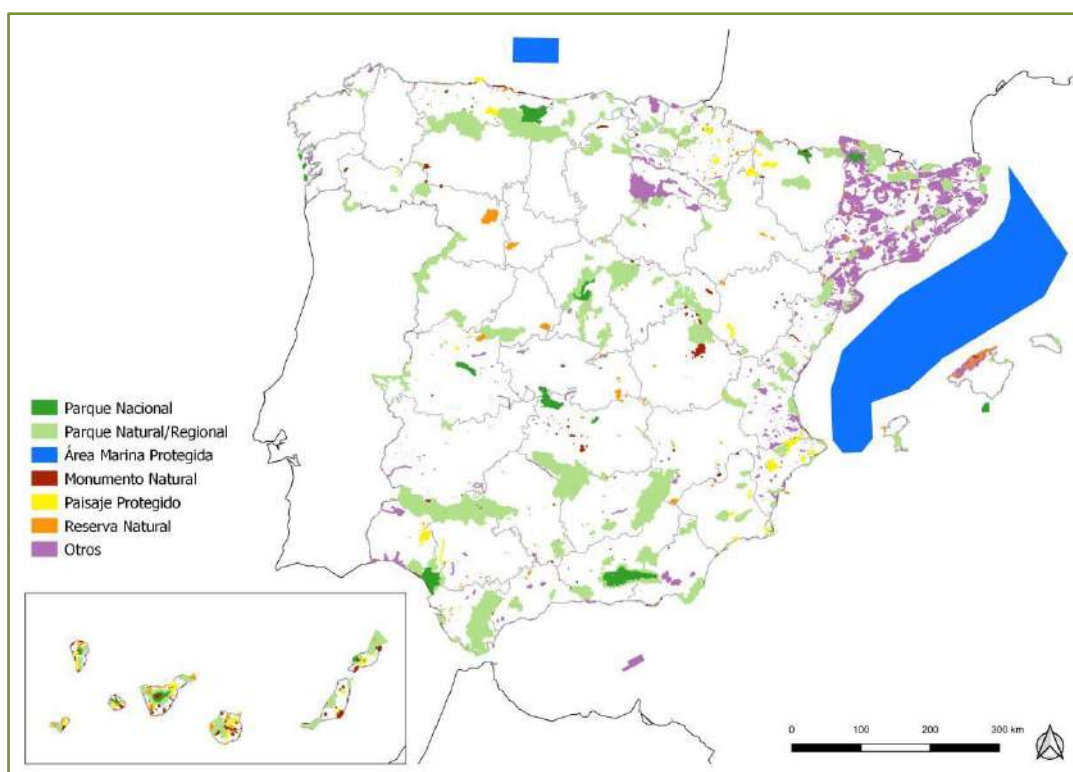 Parque Nacional
Parque Natural/Regional
Área Marina Protegida
Monumento Natural
Paisaje Protegido
Reserva Natural
Otros
0 100 200 300 km